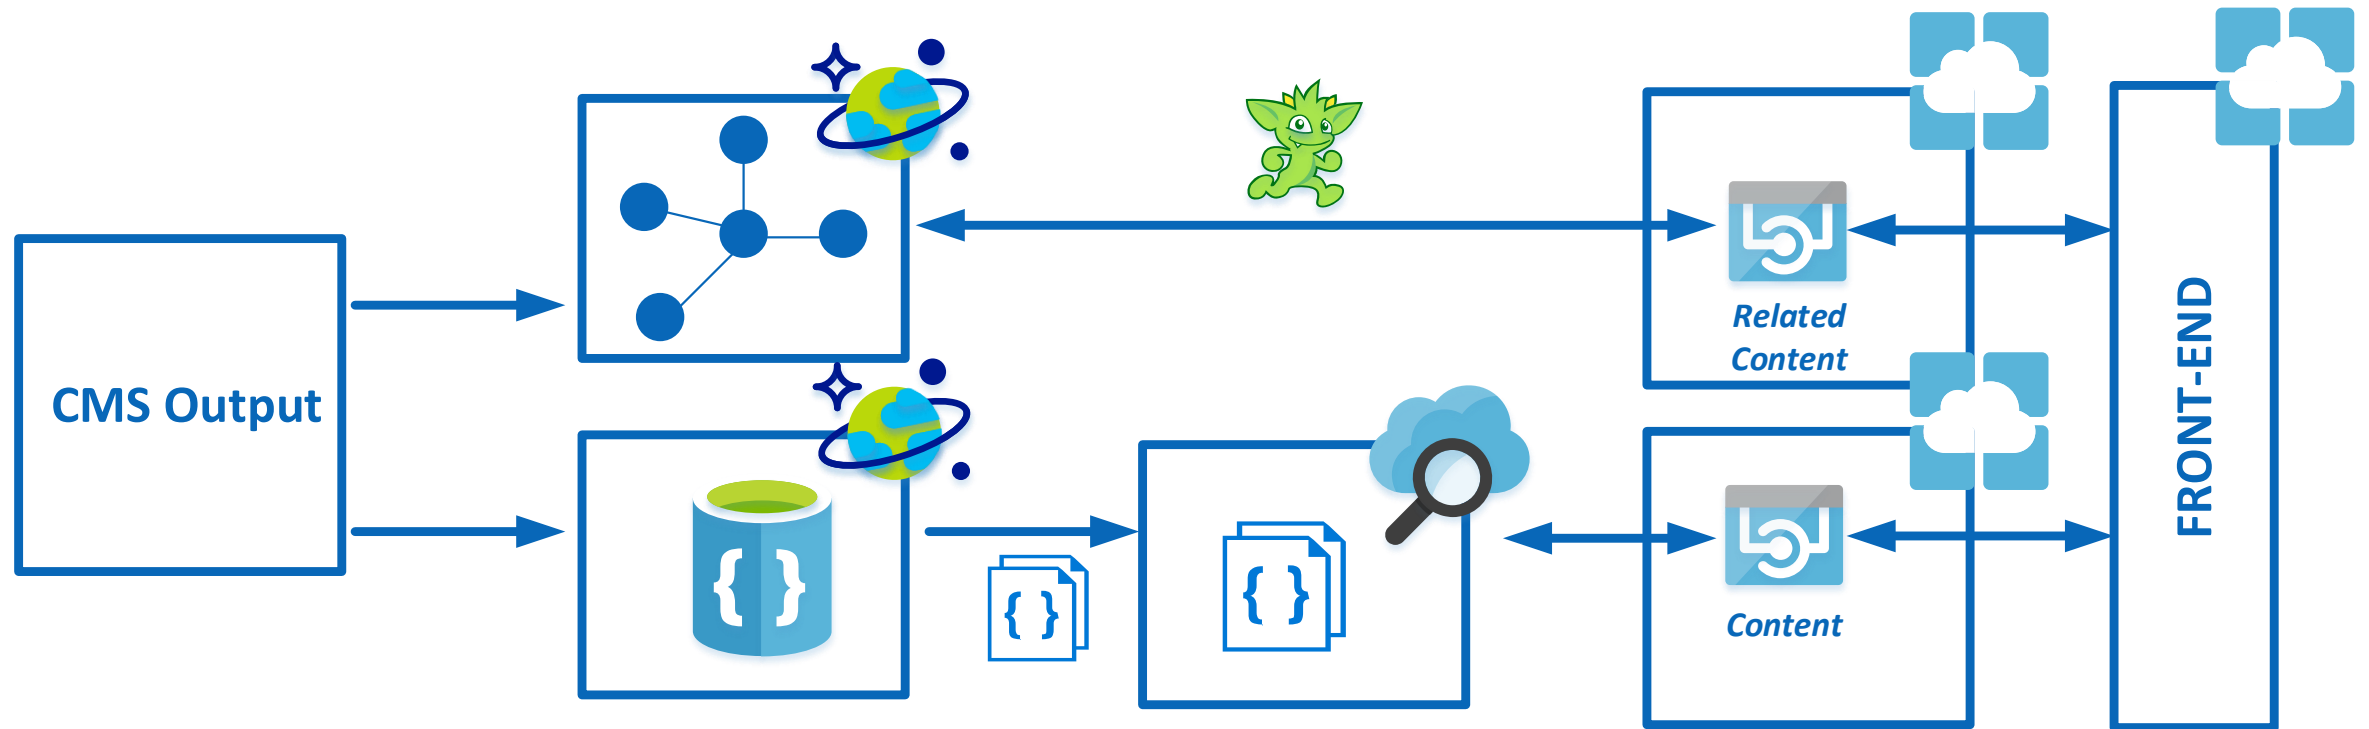 CMS Output
Related
Content
Content
FRONT-END
{ }
{ }
{ }